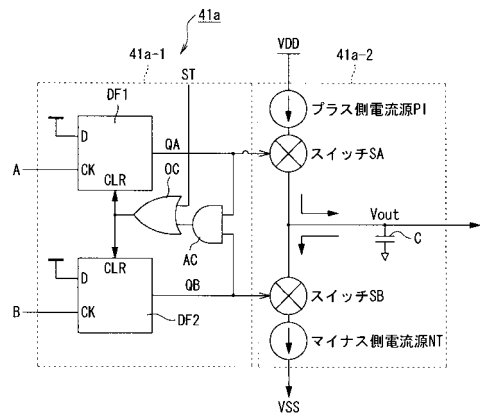 41a
41a-1
41a-2
ST
VDD
DF1
D
QA
OC
プラス側電流源PI
A
CK
CLR
スイッチSA
Vout
C
AC
CLR
D
QB
スイッチSB
B
CK
DF2
マイナス側電流源NT
VSS